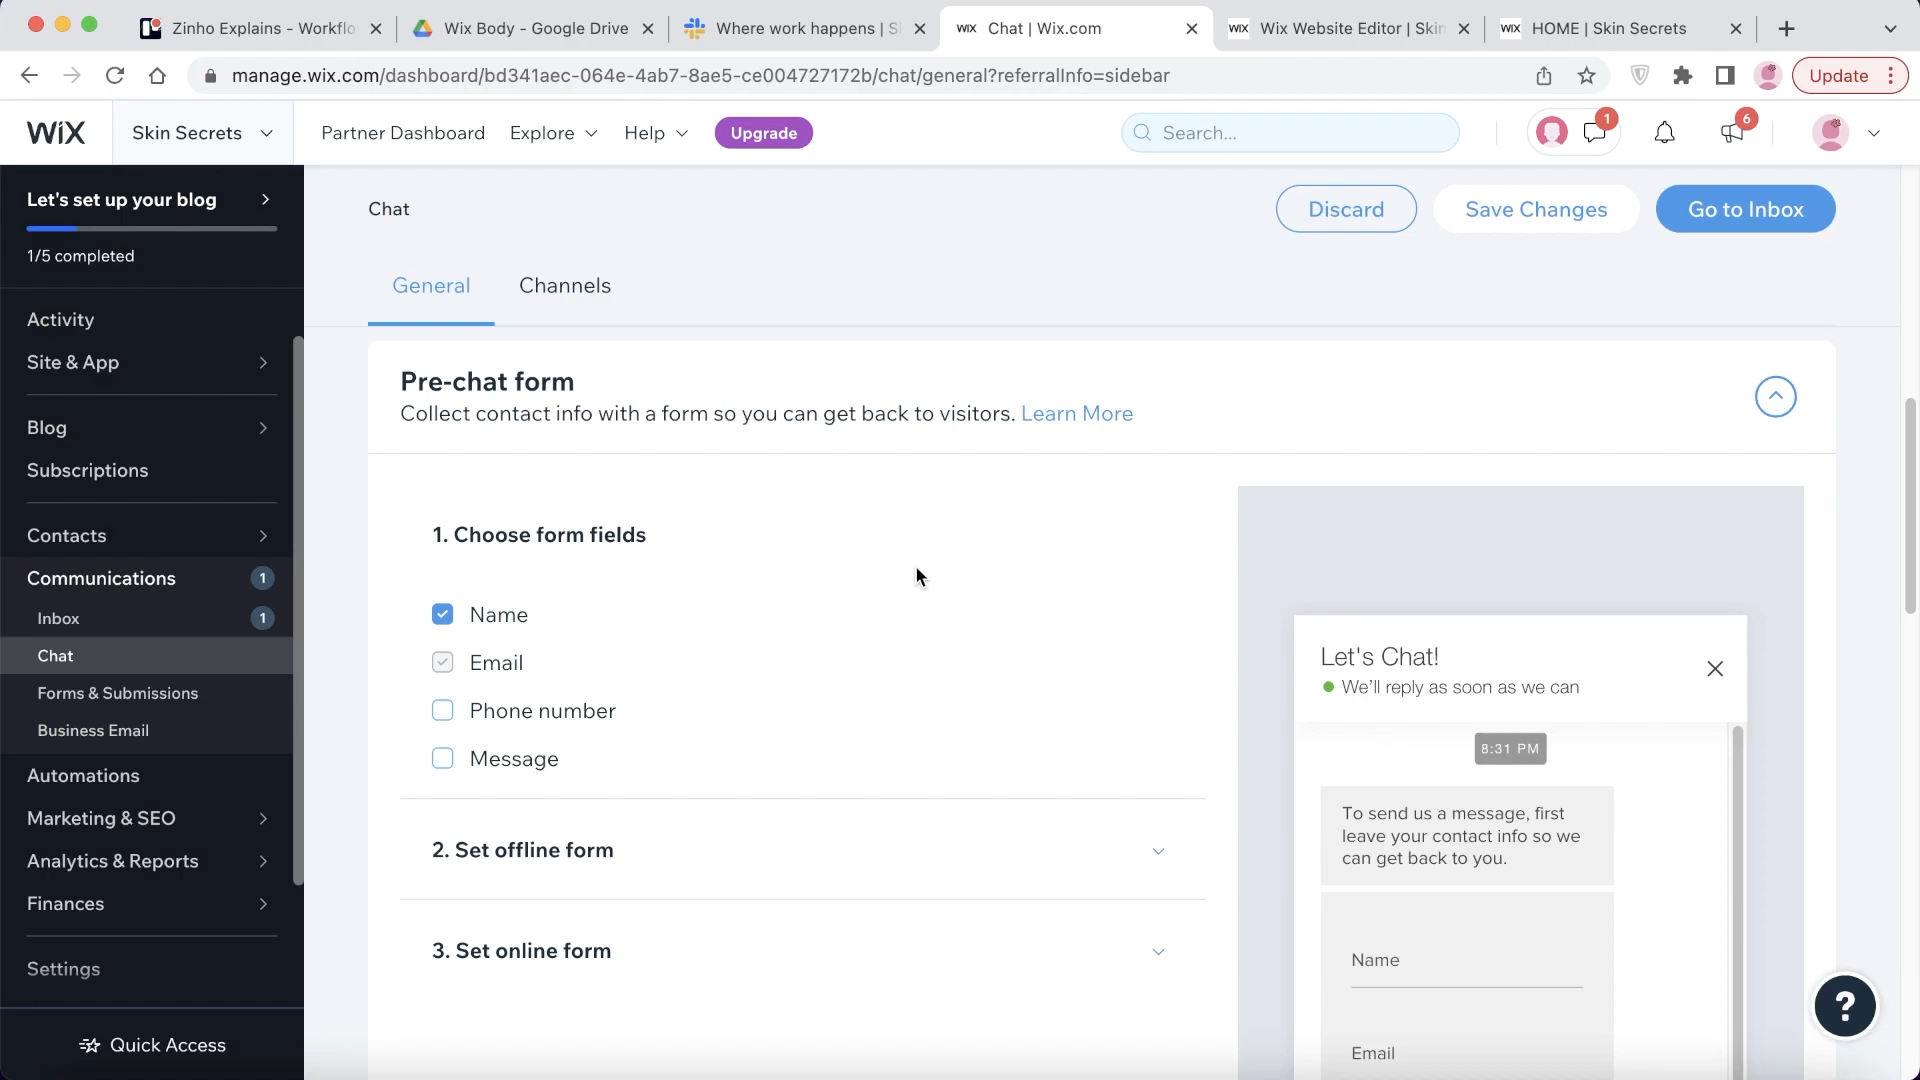 Zinho Explains - Workflo
Wix Body - Google Drive
Where work happens | Sl
WIX Chat | Wix.com
WIX Wix Website Editor | Skin
WIX HOME | Skin Secrets
manage.wix.com/dashboard/bd341aec-064e-4ab7-8ae5-ce004727172b/chat/general?referralInfo=sidebar
Update
WIX
Skin Secrets
Partner Dashboard
Explore
Help
Upgrade
Search...
1
6
Let's set up your blog
1/5 completed
Activity
Site & App
Blog
Subscriptions
Contacts
Communications 1
Inbox 1
Chat
Forms & Submissions
Business Email
Automations
Marketing & SEO
Analytics & Reports
Finances
Settings
Quick Access
Chat
Discard
Save Changes
Go to Inbox
General
Channels
Pre-chat form
Collect contact info with a form so you can get back to visitors. Learn More
1. Choose form fields
Name
Email
Phone number
Message
2. Set offline form
3. Set online form
Let's Chat!
We'll reply as soon as we can
8:31 PM
To send us a message, first
leave your contact info so we
can get back to you.
Name
Email
?